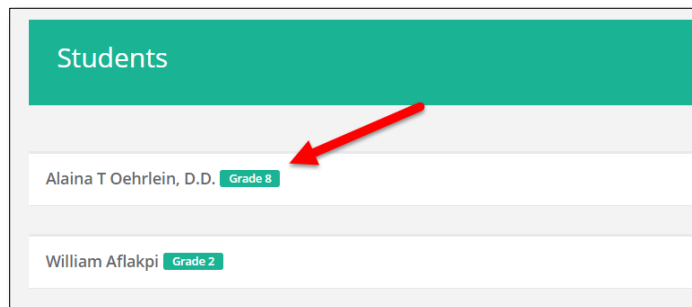 Students
Alaina T Oehrlein, D.D. Grade 8
William Aflakpi Grade 2